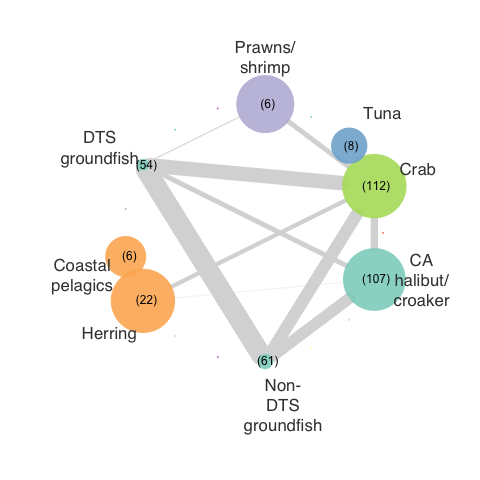 Prawns/
shrimp
(6)
Tuna
(8)
DTS
groundfish
(54)
Crab
(112)
(6)
Coastal
pelagics
(22)
Herring
CA
halibut/
croaker
(107)
(61)
Non-
DTS
groundfish